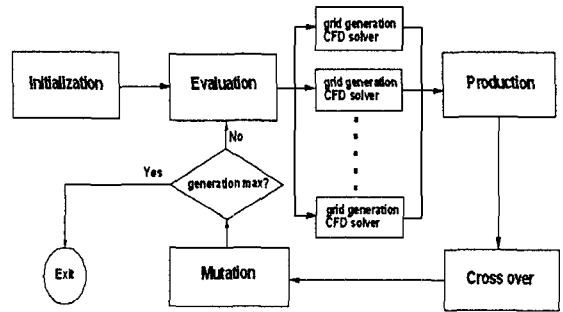 grid generation
CFD solver
Initialization
Evaluation
grid generation
CFD solver
Production
No
Yes
generation max?
grid generation
CFD solver
Exit
Mutation
Cross over